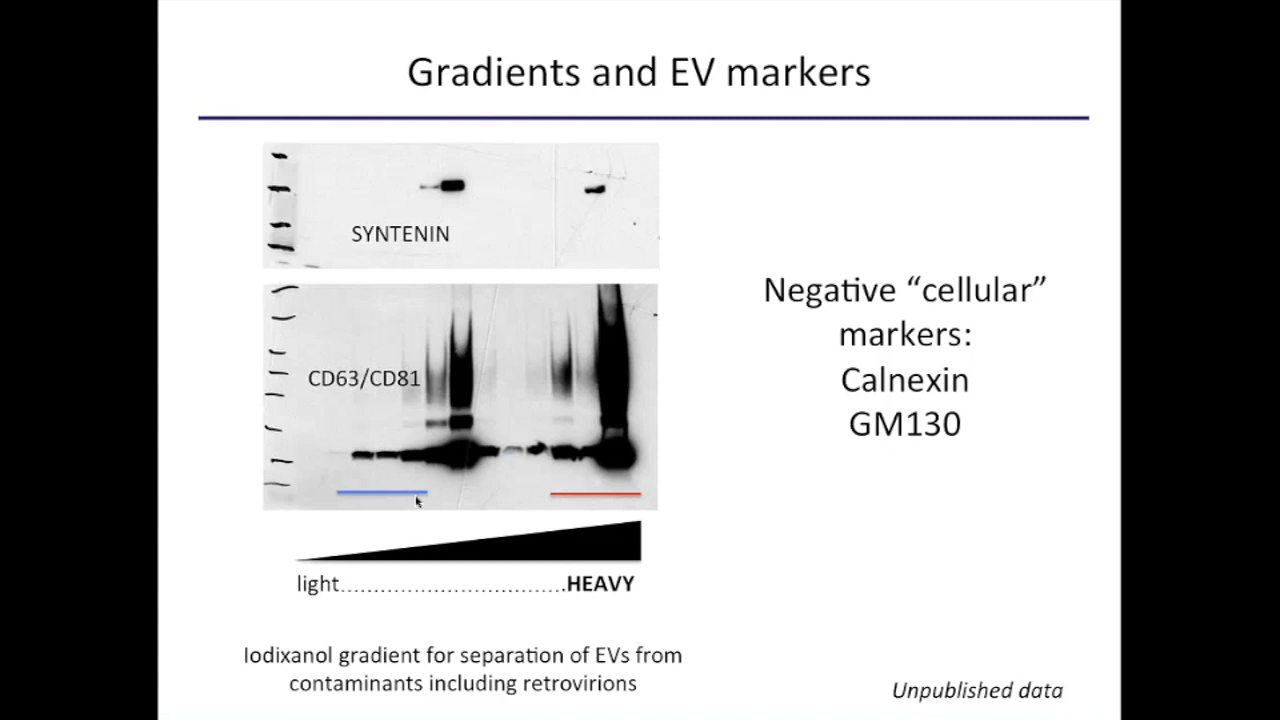 Gradients and EV markers
SYNTENIN
CD63/CD81
light..................................HEAVY
Iodixanol gradient for separation of EVs from
contaminants including retrovirions
Negative “cellular”
markers:
Calnexin
GM130
Unpublished data